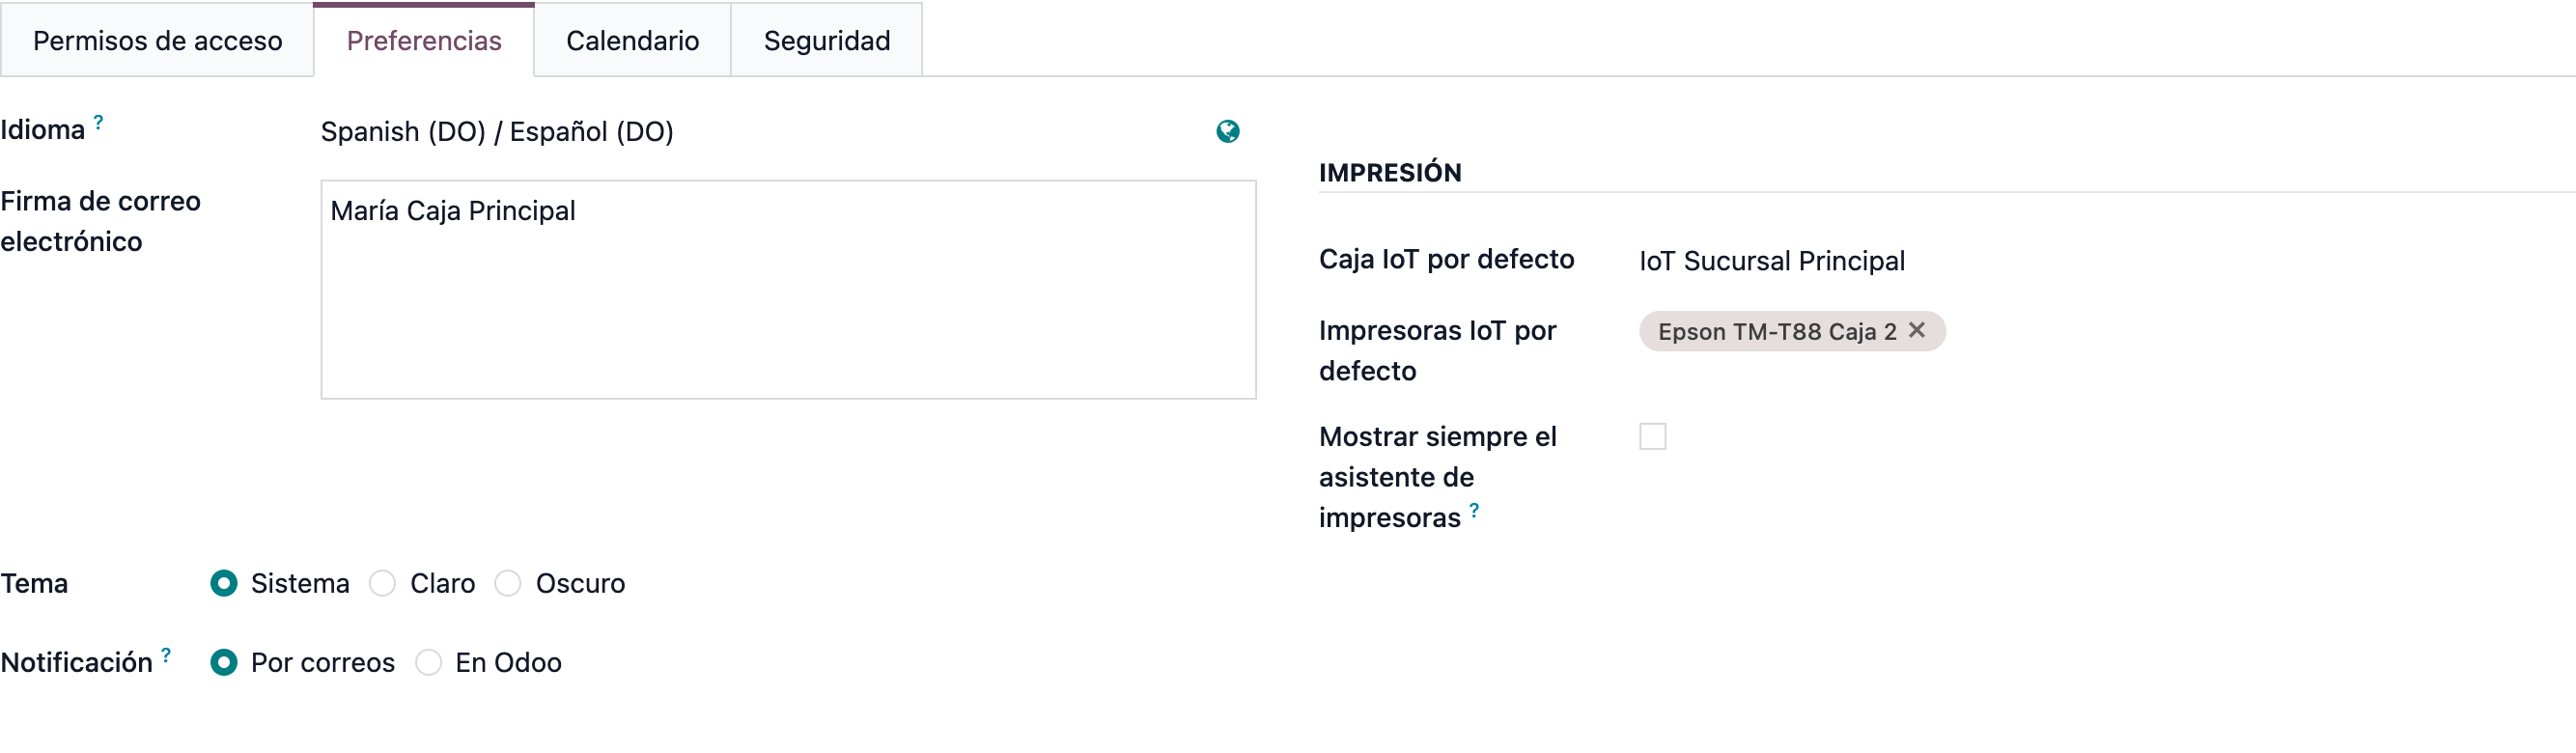 Permisos de acceso Preferencias Calendario Seguridad
Idioma ? Spanish (DO) / Español (DO)
Firma de correo
electrónico
María Caja Principal
IMPRESIÓN
Caja IoT por defecto IoT Sucursal Principal
Impresoras IoT por
defecto
Epson TM-T88 Caja 2 ✕
Mostrar siempre el
asistente de
impresoras ?
Tema Sistema Claro Oscuro
Notificación ? Por correos En Odoo